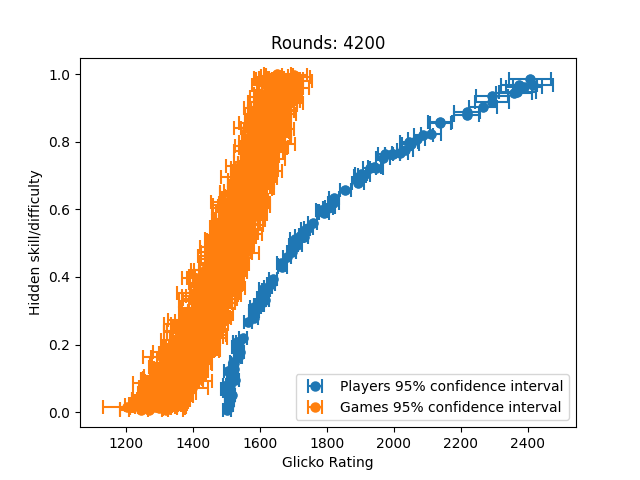 Rounds: 4200
Hidden skill/difficulty
1.0
0.8
0.6
0.4
0.2
0.0
Players 95% confidence interval
Games 95% confidence interval
1200 1400 1600 1800 2000 2200 2400
Glicko Rating